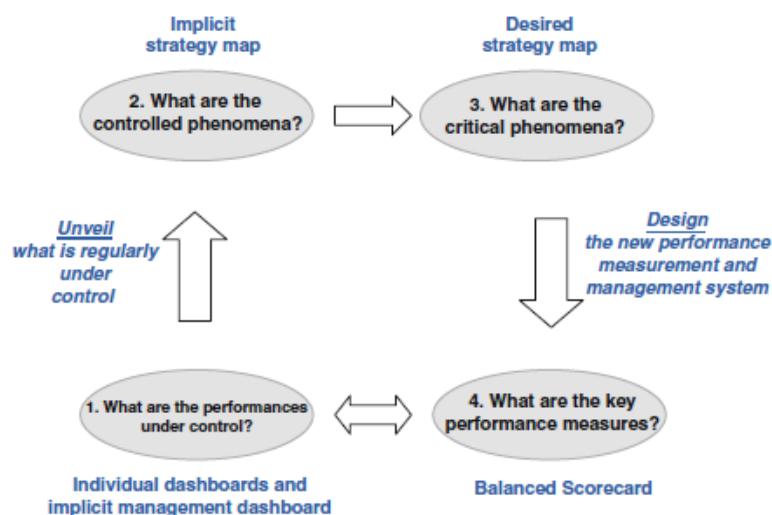 Implicit
strategy map
Desired
strategy map
2. What are the
controlled phenomena?
3. What are the
critical phenomena?
Unveil
what is regularly
under
control
Design
the new performance
measurement and
management system
1. What are the performances
under control?
4. What are the key
performance measures?
Individual dashboards and
implicit management dashboard
Balanced Scorecard